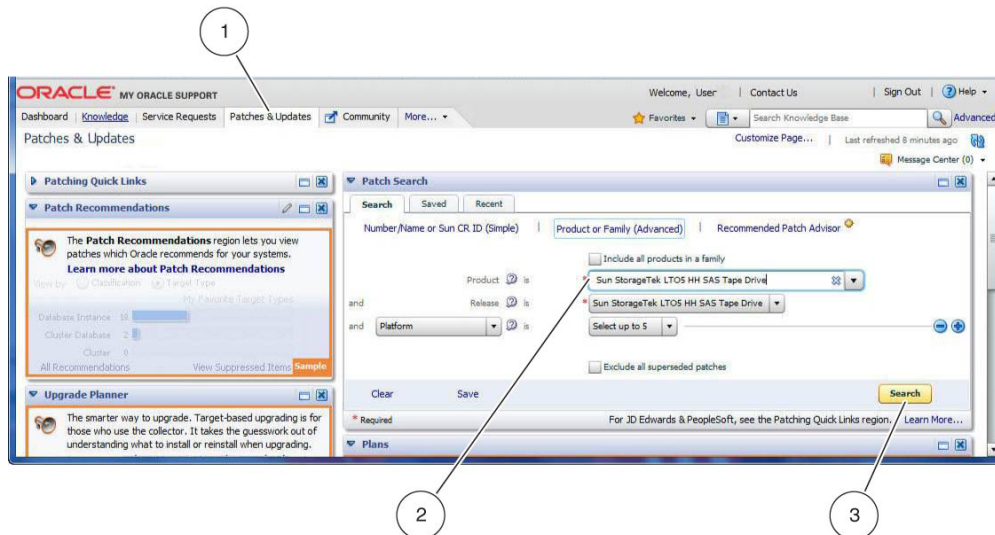 1
ORACLE MY ORACLE SUPPORT
Welcome, User | Contact Us | Sign Out | Help
Dashboard | Knowledge | Service Requests | Patches & Updates | Community | More...
Favorites
Search Knowledge Base
Advanced
Patches & Updates
Customize Page... | Last refreshed 8 minutes ago
Message Center (0)
Patching Quick Links
Patch Recommendations
The Patch Recommendations region lets you view
patches which Oracle recommends for your systems.
Learn more about Patch Recommendations
View by Classification Target Type
My Favorite Target Types
Database Instance 18
Cluster Database 2
Cluster 0
All Recommendations View Suppressed Items Sample
Upgrade Planner
The smarter way to upgrade. Target-based upgrading is for
those who use the collector. It takes the guesswork out of
understanding what to install or reinstall when upgrading.
Patch Search
Search Saved Recent
Number/Name or Sun CR ID (Simple) | Product or Family (Advanced) | Recommended Patch Advisor
Include all products in a family
Product ? is * Sun StorageTek LTO5 HH SAS Tape Drive
and Release ? is * Sun StorageTek LTO5 HH SAS Tape Drive
and Platform ? is Select up to 5
Exclude all superseded patches
Clear Save Search
* Required For JD Edwards & PeopleSoft, see the Patching Quick Links region. Learn More...
Plans
2
3